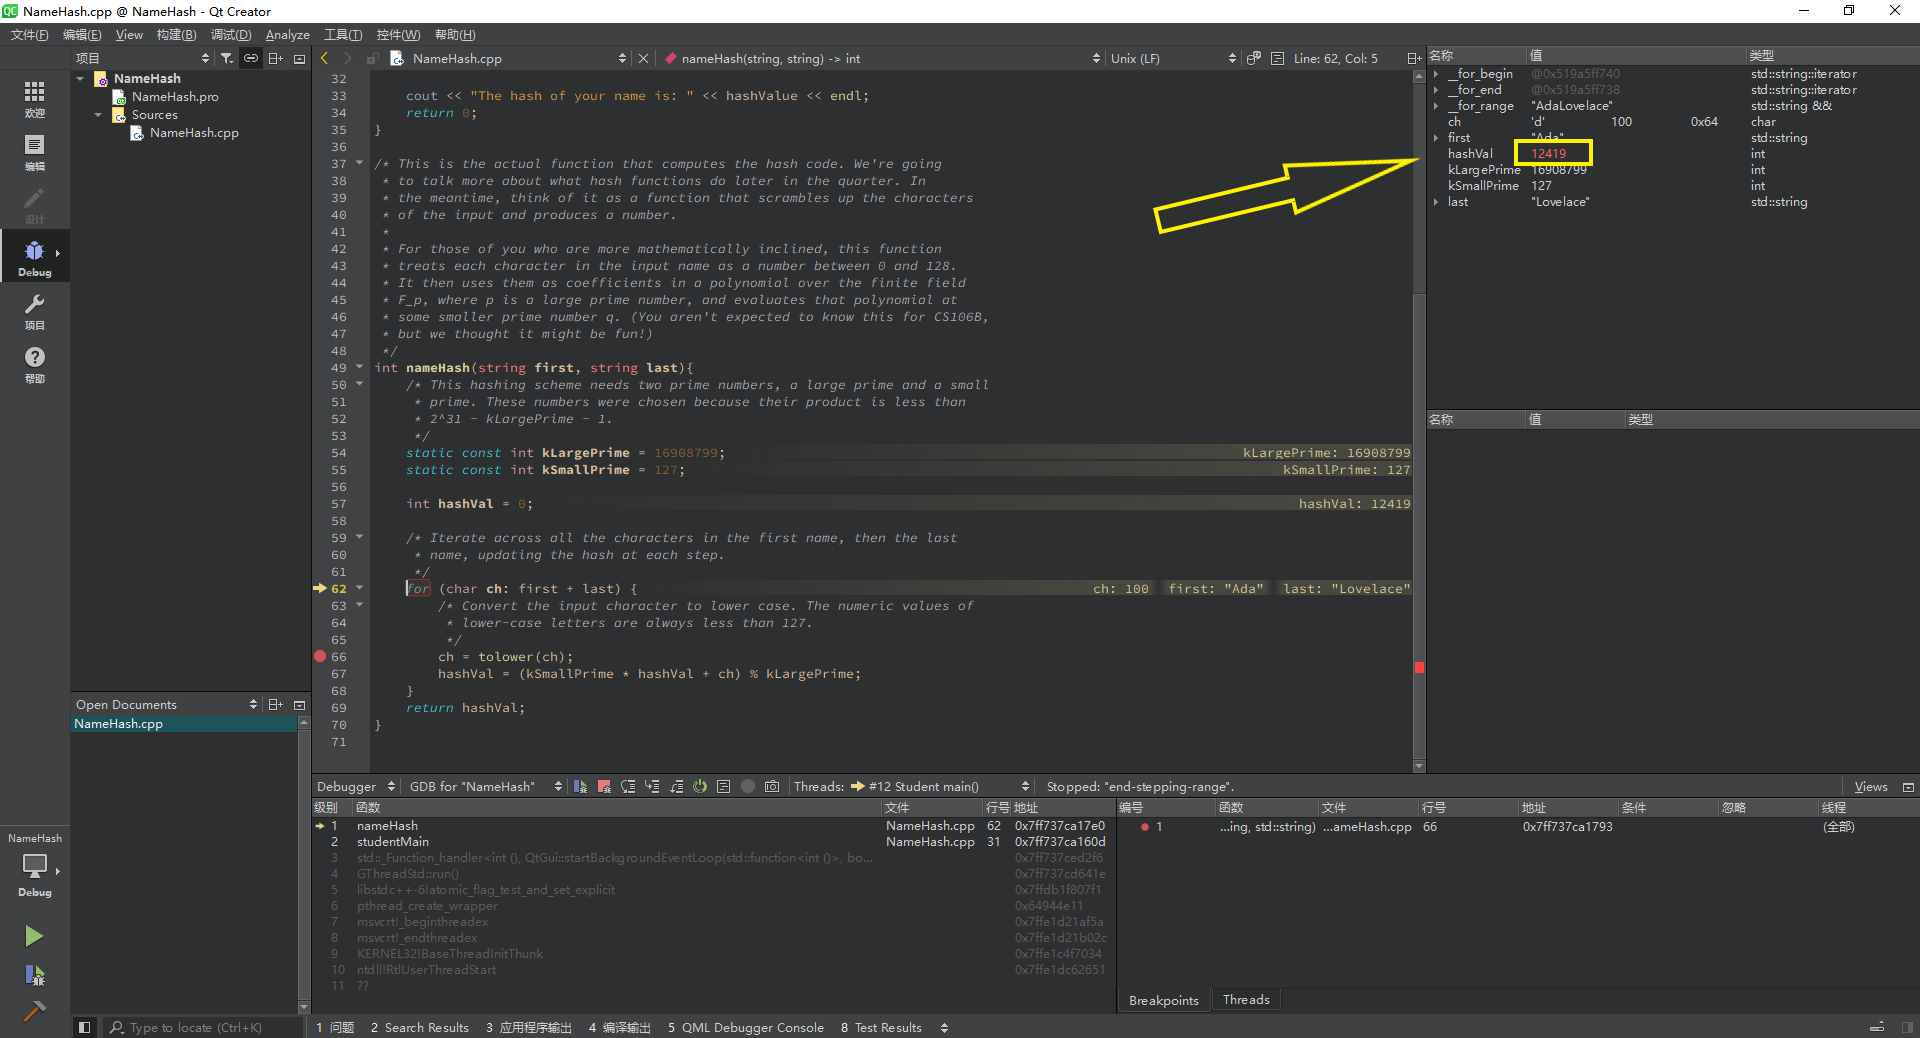 NameHash.cpp @ NameHash - Qt Creator
文件(F) 编辑(E) View 构建(B) 调试(D) Analyze 工具(T) 控件(W) 帮助(H)
项目
NameHash
NameHash.pro
Sources
NameHash.cpp
欢迎
编辑
设计
Debug
项目
帮助
NameHash
Debug
Open Documents
NameHash.cpp
NameHash.cpp nameHash(string, string) -> int Unix (LF) Line: 62, Col: 5
32
33 cout << "The hash of your name is: " << hashValue << endl;
34 return 0;
35 }
36
37 /* This is the actual function that computes the hash code. We're going
38 * to talk more about what hash functions do later in the quarter. In
39 * the meantime, think of it as a function that scrambles up the characters
40 * of the input and produces a number.
41 *
42 * For those of you who are more mathematically inclined, this function
43 * treats each character in the input name as a number between 0 and 128.
44 * It then uses them as coefficients in a polynomial over the finite field
45 * F_p, where p is a large prime number, and evaluates that polynomial at
46 * some smaller prime number q. (You aren't expected to know this for CS106B,
47 * but we thought it might be fun!)
48 */
49 int nameHash(string first, string last){
50 /* This hashing scheme needs two prime numbers, a large prime and a small
51 * prime. These numbers were chosen because their product is less than
52 * 2^31 - kLargePrime - 1.
53 */
54 static const int kLargePrime = 16908799; kLargePrime: 16908799
55 static const int kSmallPrime = 127; kSmallPrime: 127
56
57 int hashVal = 0; hashVal: 12419
58
59 /* Iterate across all the characters in the first name, then the last
60 * name, updating the hash at each step.
61 */
62 for (char ch: first + last) { ch: 100 first: "Ada" last: "Lovelace"
63 /* Convert the input character to lower case. The numeric values of
64 * lower-case letters are always less than 127.
65 */
66 ch = tolower(ch);
67 hashVal = (kSmallPrime * hashVal + ch) % kLargePrime;
68 }
69 return hashVal;
70 }
71
名称 值 类型
__for_begin @0x519a5ff740 std::string::iterator
__for_end @0x519a5ff738 std::string::iterator
__for_range "AdaLovelace" std::string &&
ch 'd' 100 0x64 char
first "Ada" std::string
hashVal 12419 int
kLargePrime 16908799 int
kSmallPrime 127 int
last "Lovelace" std::string
名称 值 类型
Debugger GDB for "NameHash" Threads: #12 Student main() Stopped: "end-stepping-range". Views
级别 函数 文件 行号 地址
1 nameHash NameHash.cpp 62 0x7ff737ca17e0
2 studentMain NameHash.cpp 31 0x7ff737ca160d
3 std::_Function_handler<int (), QtGui::startBackgroundEventLoop(std::function<int ()>, bo... 0x7ff737ced2f6
4 GThreadStd::run() 0x7ff737cd641e
5 libstdc++-6!atomic_flag_test_and_set_explicit 0x7ffdb1f807f1
6 pthread_create_wrapper 0x64944e11
7 msvcrt!_beginthreadex 0x7ffe1d21af5a
8 msvcrt!_endthreadex 0x7ffe1d21b02c
9 KERNEL32!BaseThreadInitThunk 0x7ffe1c4f7034
10 ntdll!RtlUserThreadStart 0x7ffe1dc62651
11 ??
编号 函数 文件 行号 地址 条件 忽略 线程
1 ...ing, std::string) ...ameHash.cpp 66 0x7ff737ca1793 (全部)
Breakpoints Threads
Type to locate (Ctrl+K) 1 问题 2 Search Results 3 应用程序输出 4 编译输出 5 QML Debugger Console 8 Test Results